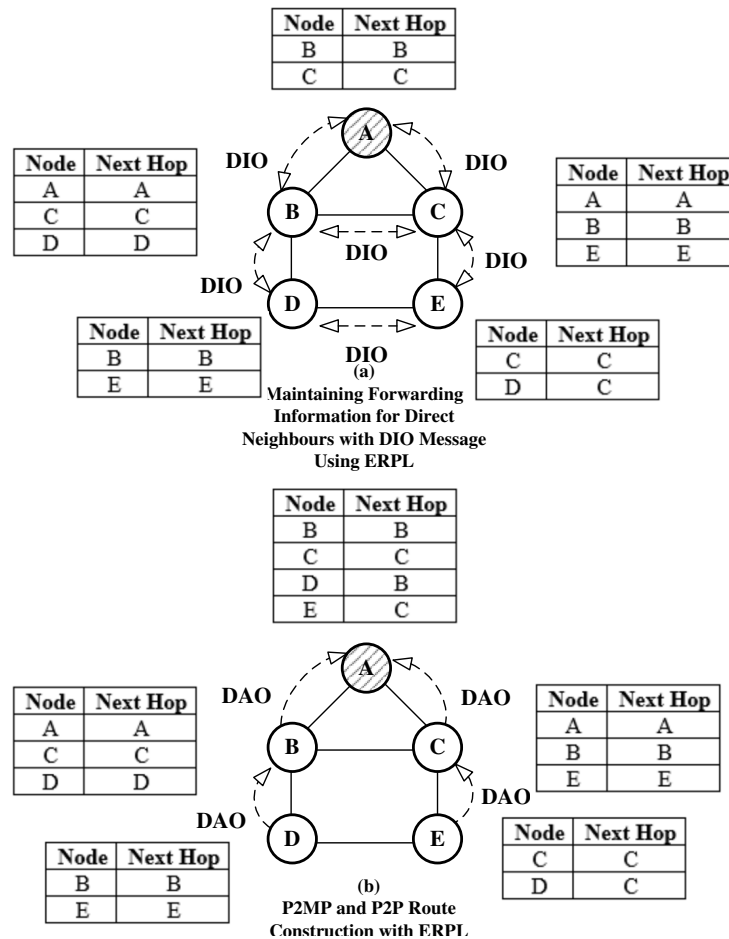 Node Next Hop
B B
C C
A
DIO DIO
Node Next Hop
A A
C C
D D
Node Next Hop
A A
B B
E E
B C
DIO
DIO DIO
D E
DIO
Node Next Hop
B B
E E
Node Next Hop
C C
D C
(a)
Maintaining Forwarding
Information for Direct
Neighbours with DIO Message
Using ERPL
Node Next Hop
B B
C C
D B
E C
A
DAO DAO
Node Next Hop
A A
C C
D D
Node Next Hop
A A
B B
E E
B C
DAO DAO
D E
Node Next Hop
B B
E E
Node Next Hop
C C
D C
(b)
P2MP and P2P Route
Construction with ERPL